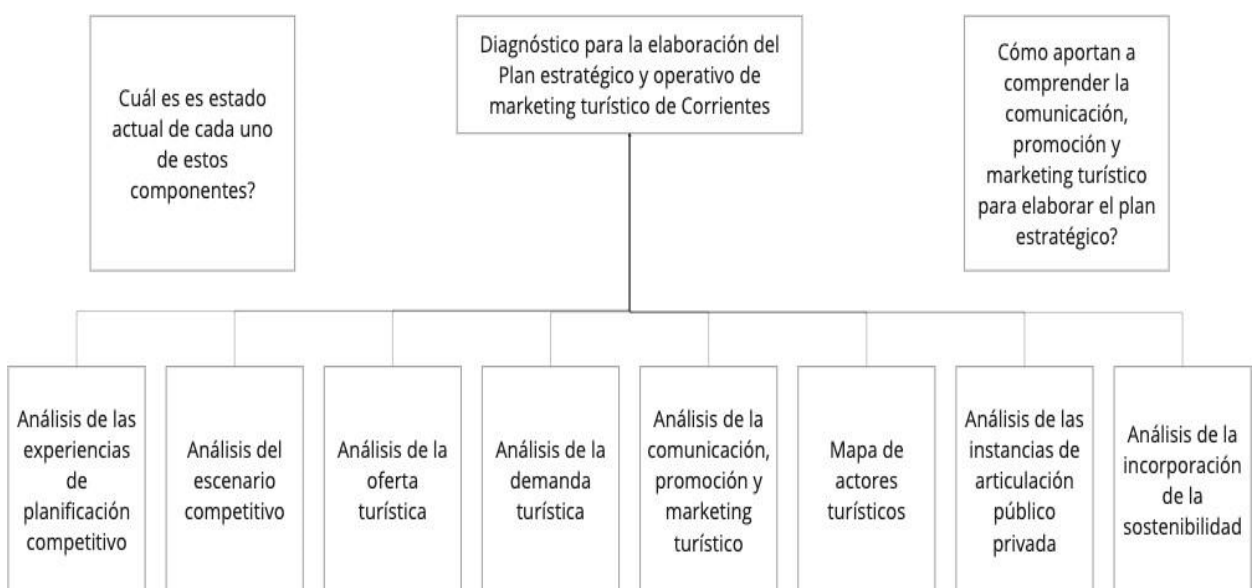 Cuál es es estado
actual de cada uno
de estos
componentes?
Diagnóstico para la elaboración del
Plan estratégico y operativo de
marketing turístico de Corrientes
Cómo aportan a
comprender la
comunicación,
promoción y
marketing turístico
para elaborar el plan
estratégico?
Análisis de las
experiencias
de
planificación
competitivo
Análisis del
escenario
competitivo
Análisis de la
oferta
turística
Análisis de la
demanda
turística
Análisis de la
comunicación,
promoción y
marketing
turístico
Mapa de
actores
turísticos
Análisis de las
instancias de
articulación
público
privada
Análisis de la
incorporación
de la
sostenibilidad